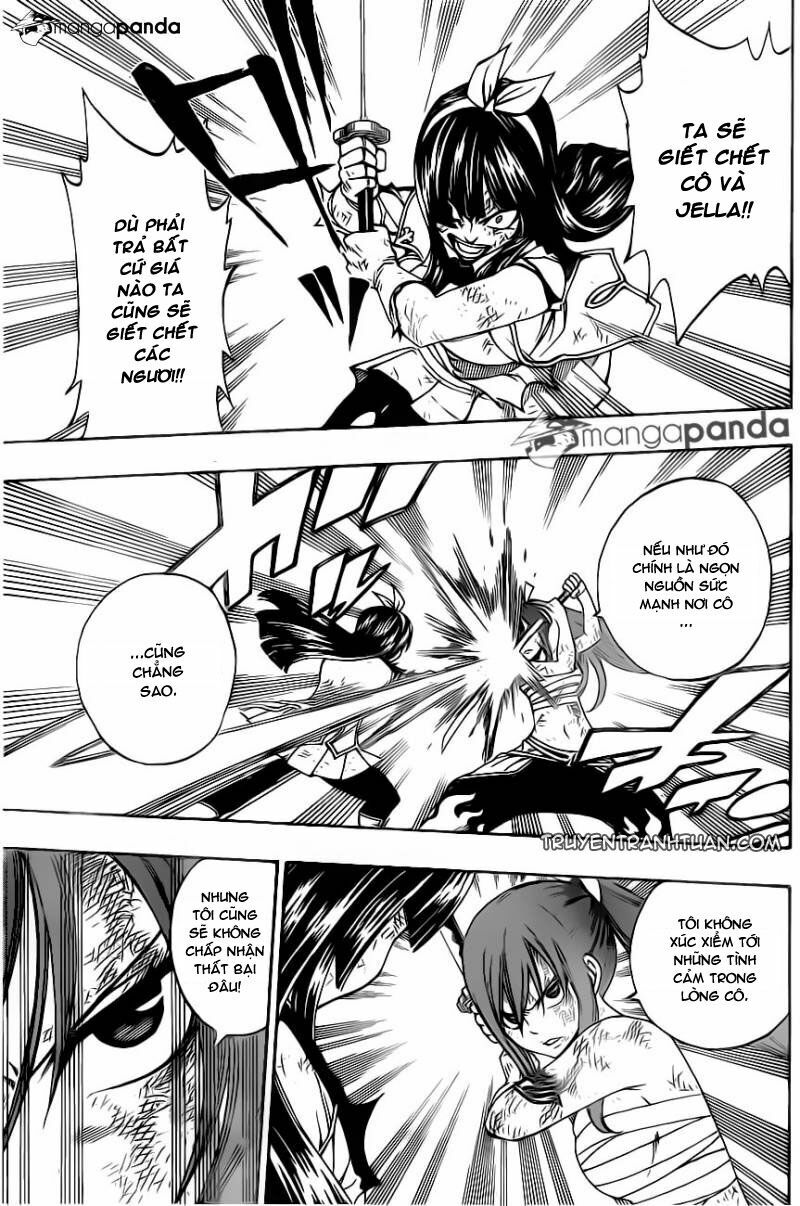 mangapanda
TA SẼ
GIẾT CHẾT
CÔ VÀ
JELLA!!
DÙ PHẢI
TRẢ BẤT
CỨ GIÁ
NÀO TA
CŨNG SẼ
GIẾT CHẾT
CÁC
NGƯƠI!!
mangapanda
NẾU NHƯ ĐÓ
CHÍNH LÀ NGỌN
NGUỒN SỨC
MẠNH NƠI CÔ
...
...CŨNG
CHẲNG
SAO.
TRUYENTRANHTUAN.COM
TÔI KHÔNG
XÚC XIỂM TỚI
NHỮNG TÌNH
CẢM TRONG
LÒNG CÔ.
NHƯNG
TÔI CŨNG
SẼ KHÔNG
CHẤP NHẬN
THẤT BẠI
ĐÂU!